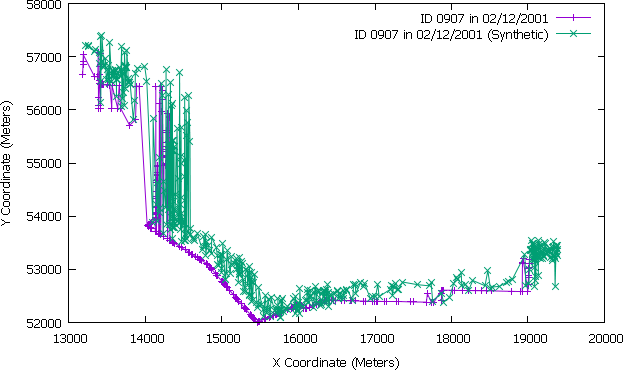 58000
57000
56000
55000
54000
53000
52000
Y Coordinate (Meters)
ID 0907 in 02/12/2001
ID 0907 in 02/12/2001 (Synthetic)
13000 14000 15000 16000 17000 18000 19000 20000
X Coordinate (Meters)